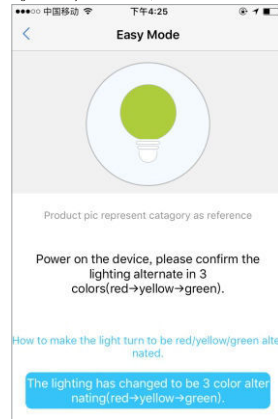 中国移动 下午4:25
Easy Mode
Product pic represent catagory as reference
Power on the device, please confirm the
lighting alternate in 3
colors(red→yellow→green).
How to make the light turn to be red/yellow/green alte
nated.
The lighting has changed to be 3 color alter
nating(red→yellow→green).